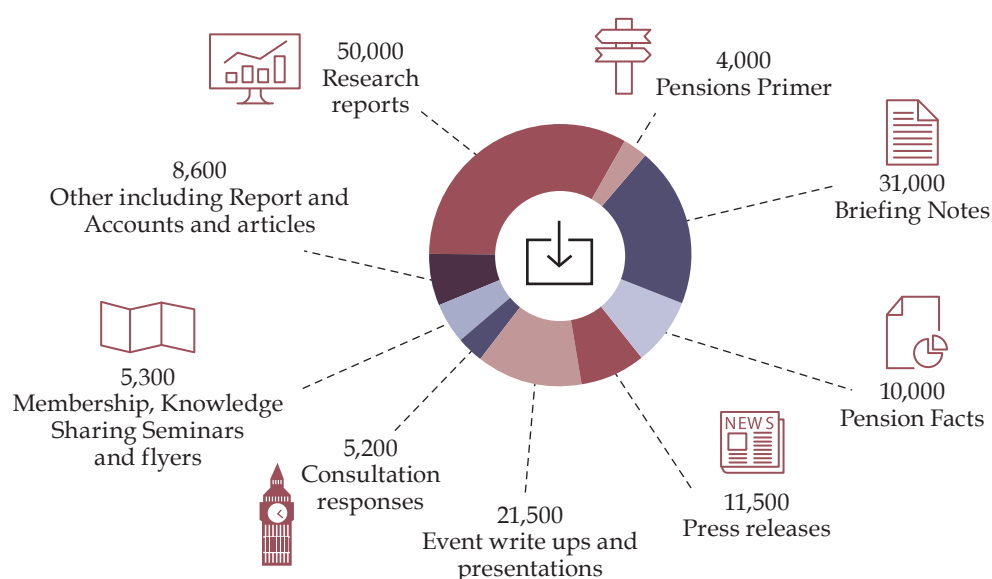 50,000
Research
reports
4,000
Pensions Primer
31,000
Briefing Notes
10,000
Pension Facts
NEWS
11,500
Press releases
21,500
Event write ups and
presentations
5,200
Consultation
responses
5,300
Membership, Knowledge
Sharing Seminars
and flyers
8,600
Other including Report and
Accounts and articles